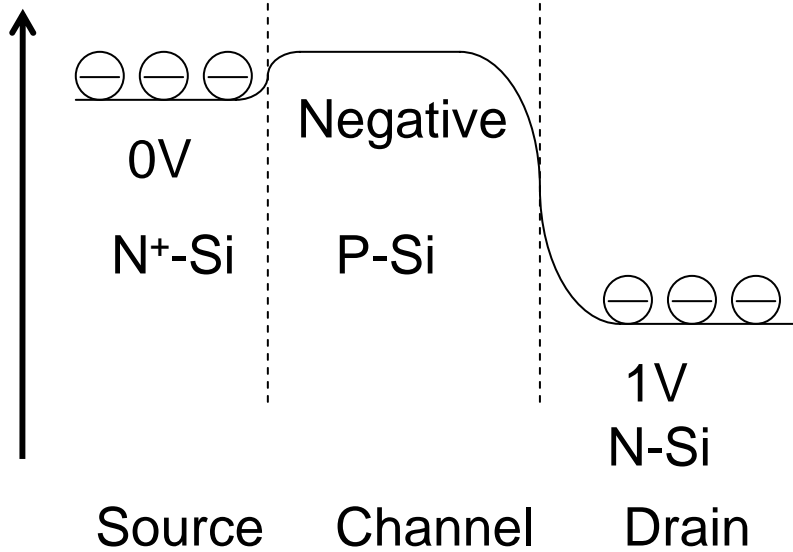 Negative
0V
N⁺-Si
P-Si
1V
N-Si
Source Channel Drain